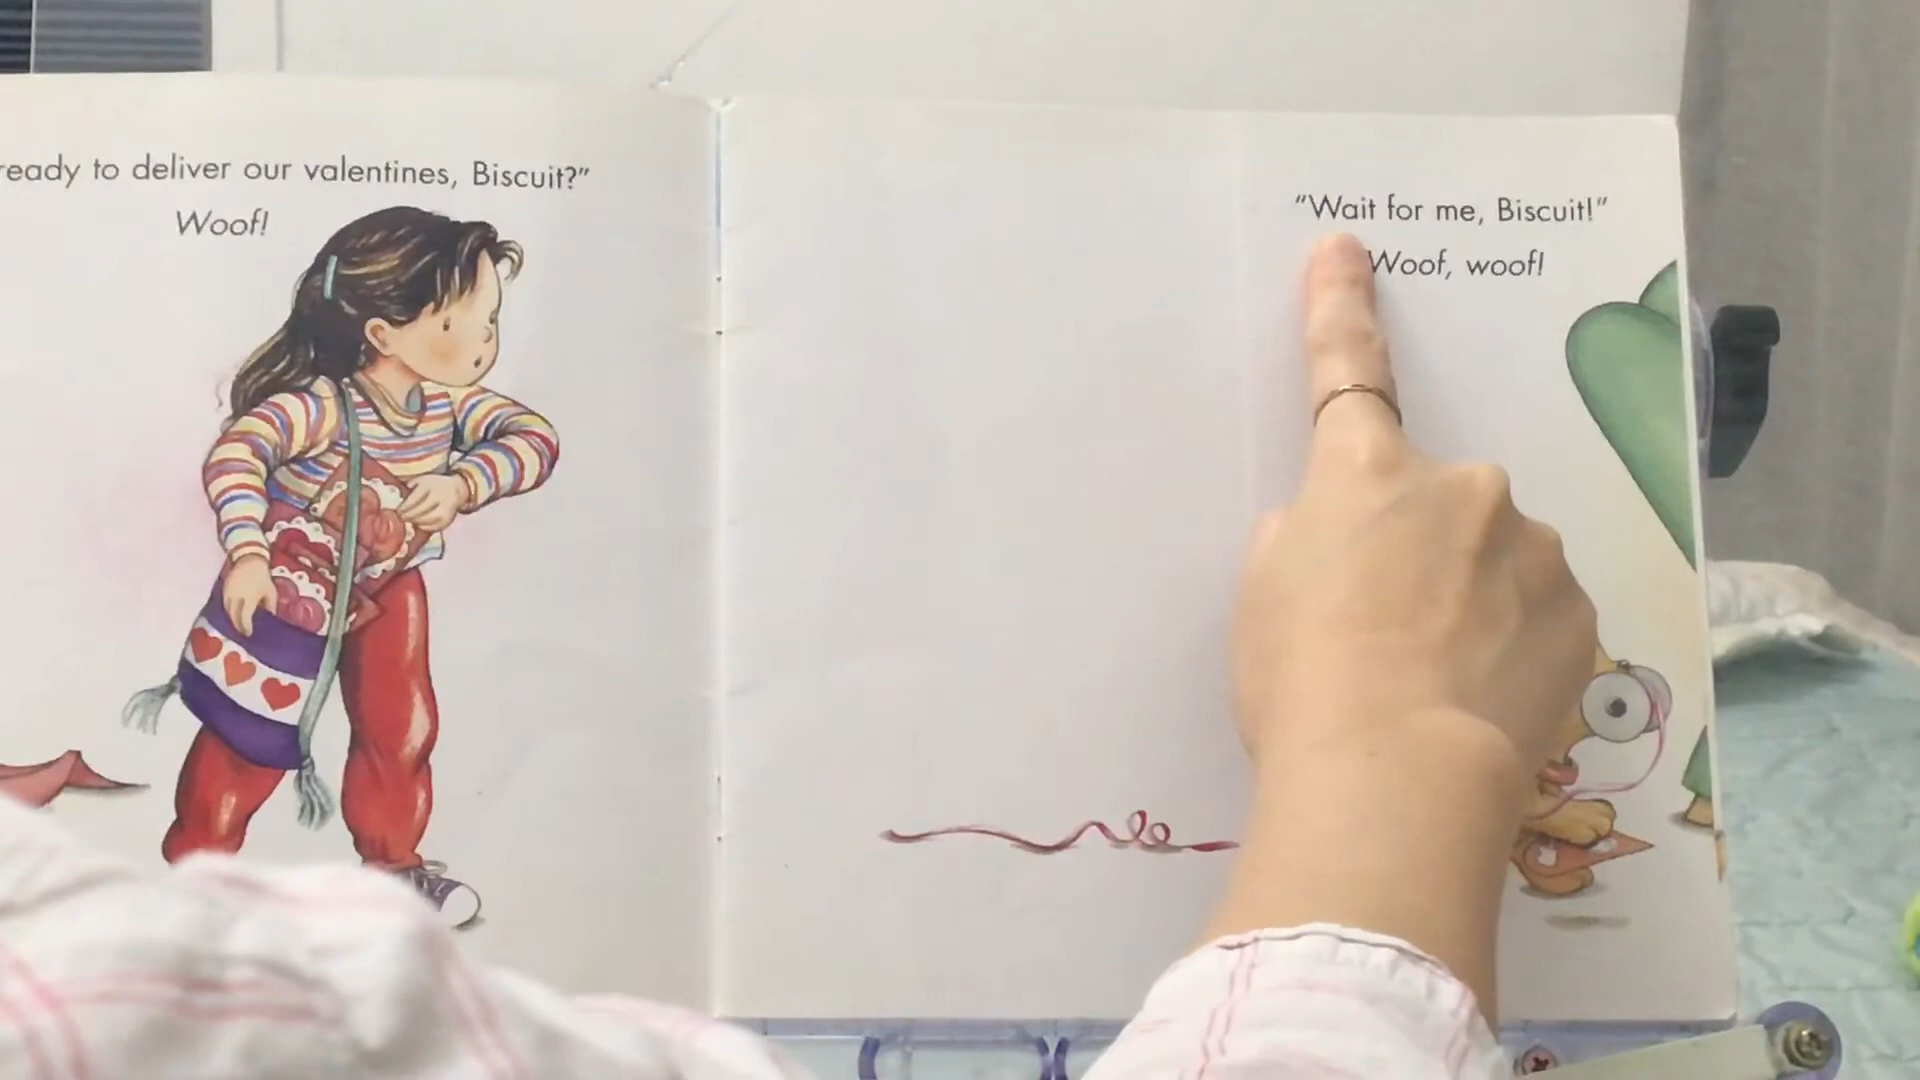 ready to deliver our valentines, Biscuit?”
Woof!
“Wait for me, Biscuit!”
Woof, woof!